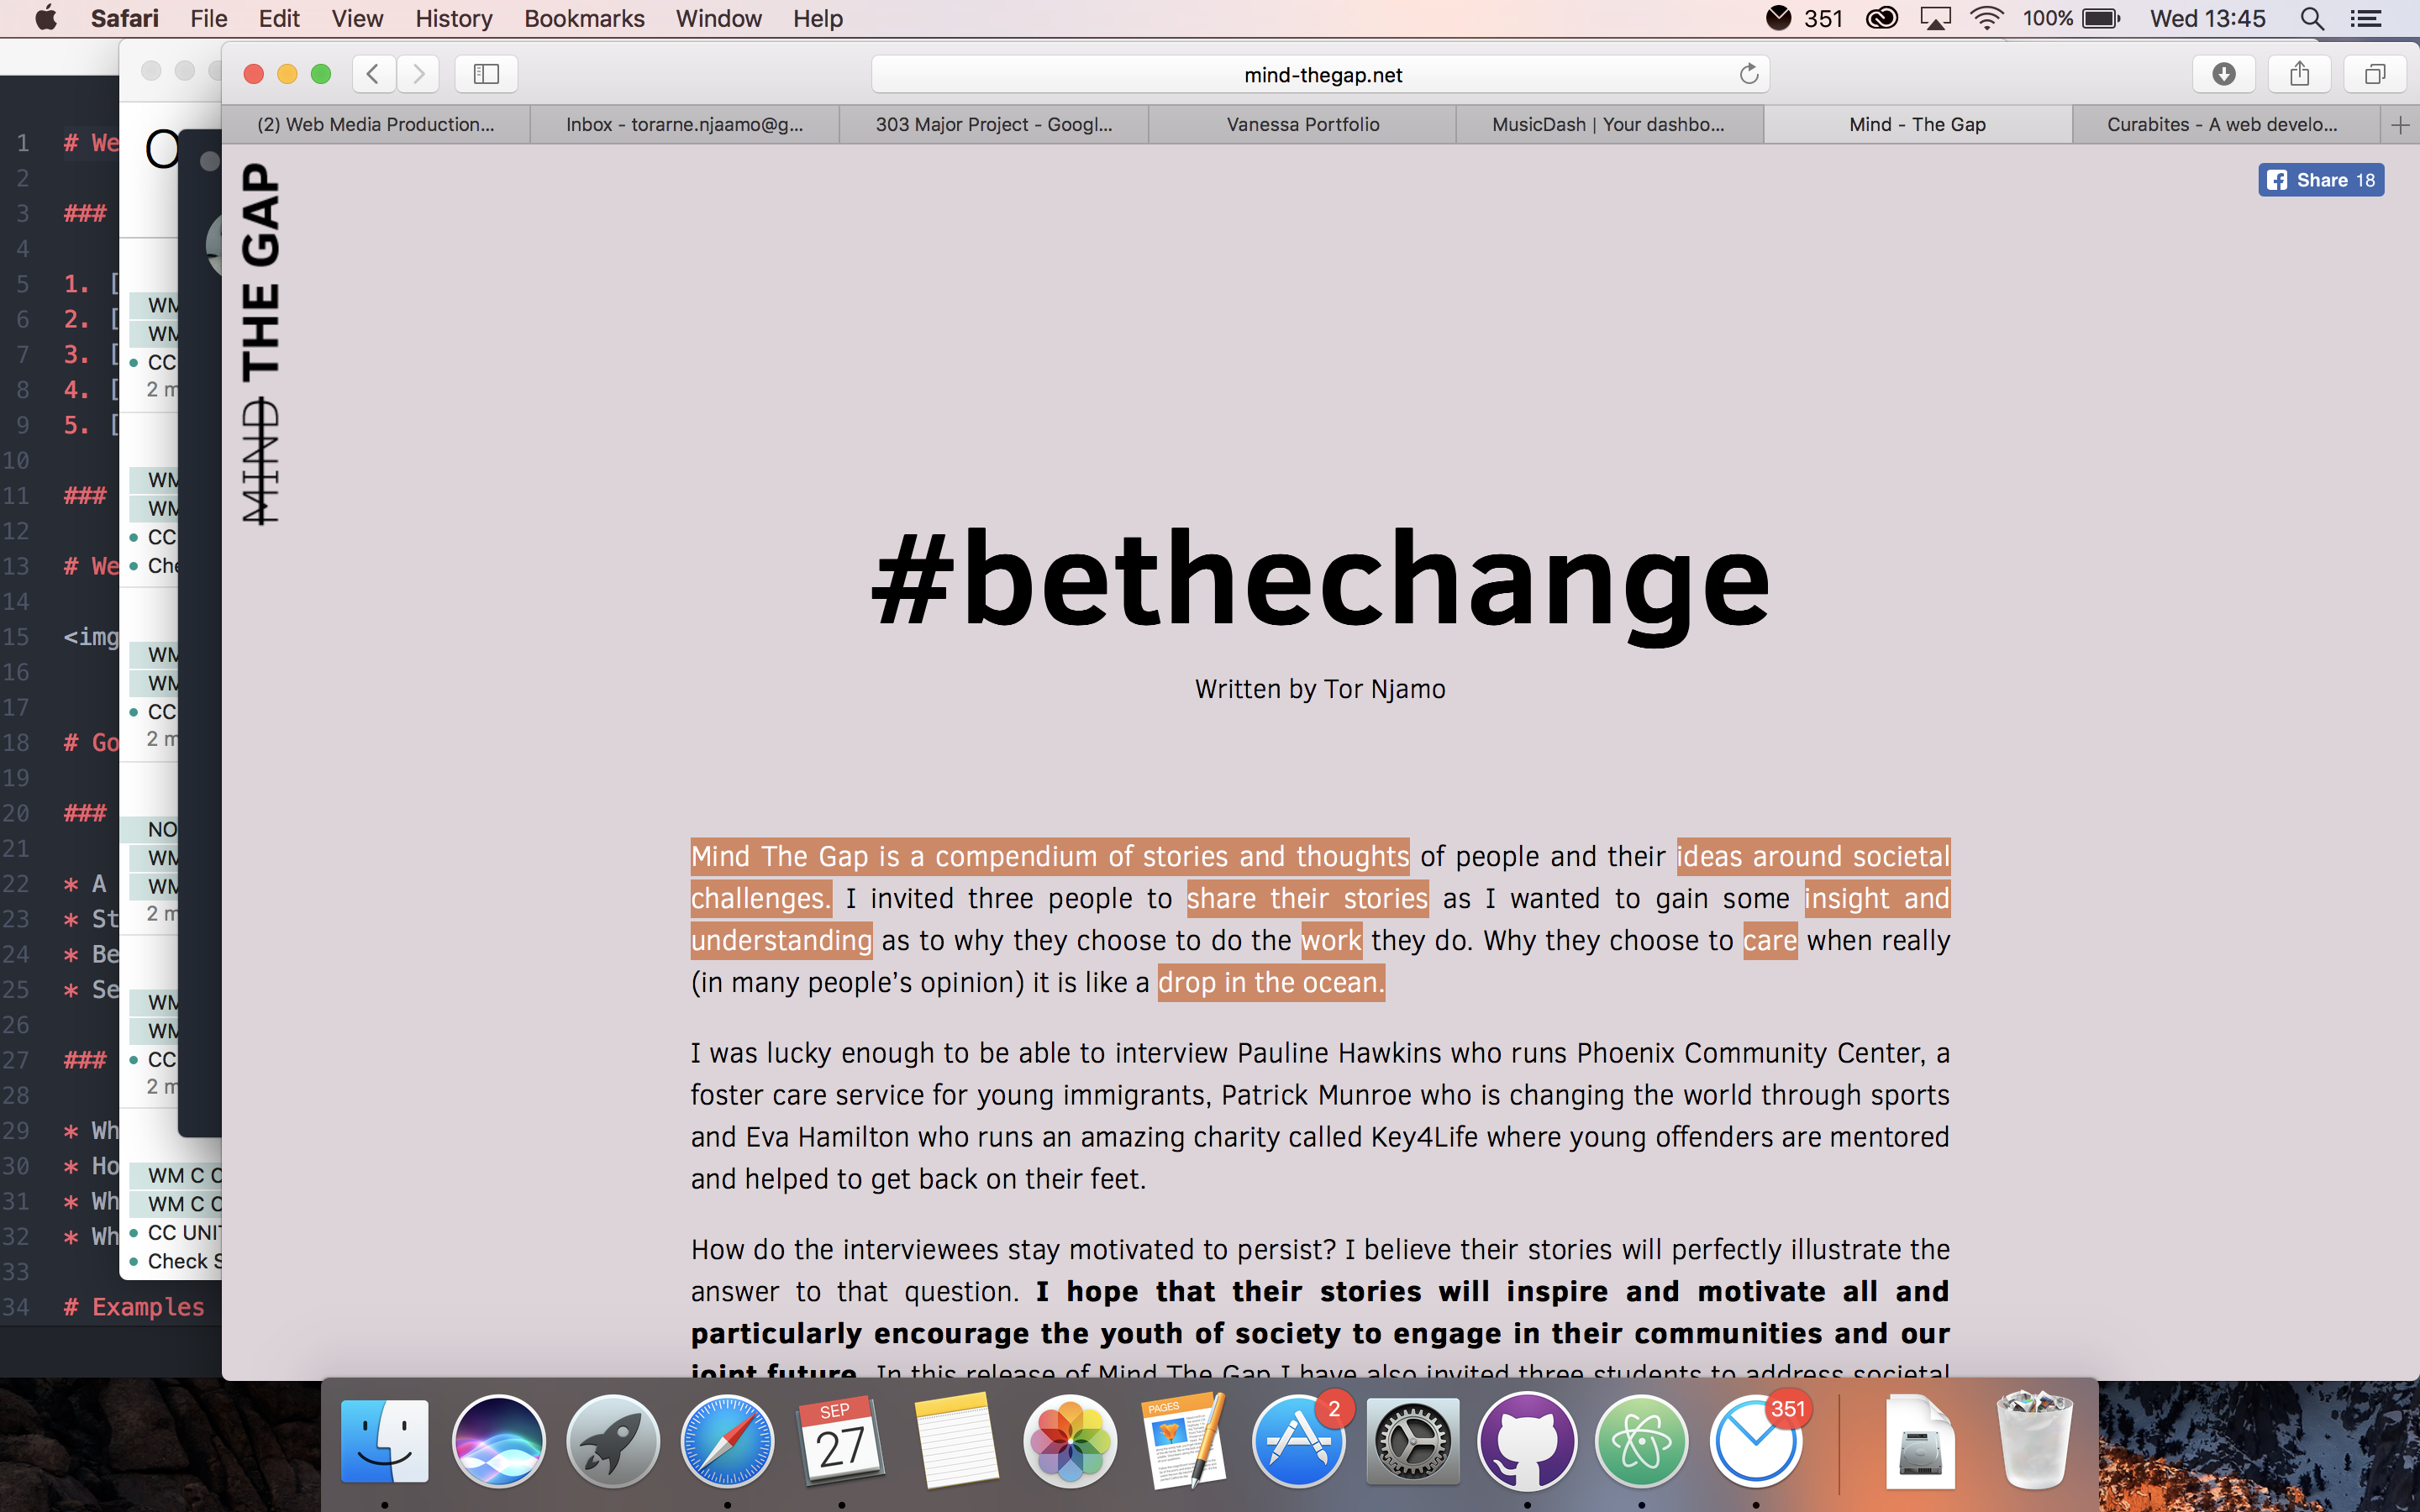 Safari File Edit View History Bookmarks Window Help 351 100% Wed 13:45
mind-thegap.net
(2) Web Media Production... Inbox - torarne.njaamo@g... 303 Major Project - Googl... Vanessa Portfolio MusicDash | Your dashbo... Mind - The Gap Curabites - A web develo...
MIND THE GAP
Share 18
#bethechange
Written by Tor Njamo
Mind The Gap is a compendium of stories and thoughts of people and their ideas around societal
challenges. I invited three people to share their stories as I wanted to gain some insight and
understanding as to why they choose to do the work they do. Why they choose to care when really
(in many people's opinion) it is like a drop in the ocean.
I was lucky enough to be able to interview Pauline Hawkins who runs Phoenix Community Center, a
foster care service for young immigrants, Patrick Munroe who is changing the world through sports
and Eva Hamilton who runs an amazing charity called Key4Life where young offenders are mentored
and helped to get back on their feet.
How do the interviewees stay motivated to persist? I believe their stories will perfectly illustrate the
answer to that question. I hope that their stories will inspire and motivate all and
particularly encourage the youth of society to engage in their communities and our
joint future. In this release of Mind The Gap I have also invited three students to address societal
1 # We
2
3 ###
4
5 1. [
6 2. [
7 3. [
8 4. [
9 5. [
10
11 ###
12
13 # We
14
15 <img
16
17
18 # Go
19
20 ###
21
22 * A
23 * St
24 * Be
25 * Se
26
27 ###
28
29 * Wh
30 * Ho
31 * Wh
32 * Wh
33
34 # Examples
O
WM
WM
CC
2 m
WM
WM
CC
Che
WM
WM
CC
2 m
NO
WM
WM
2 m
WM
WM
CC
2 m
WM C C
WM C C
CC UNIT
Check S
SEP
27
PAGES
2
351